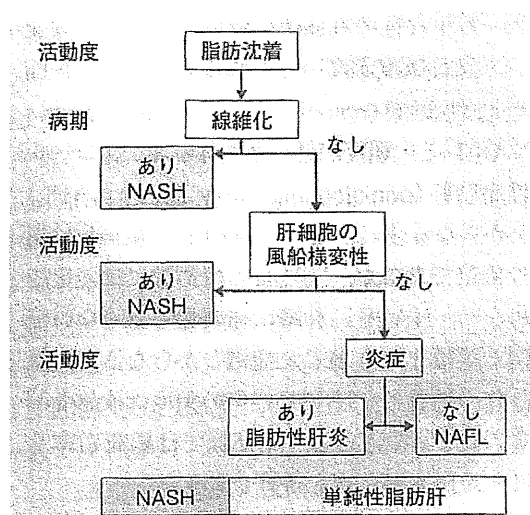 活動度
脂肪沈着
病期
線維化
なし
あり
NASH
肝細胞の
風船様変性
活動度
なし
あり
NASH
活動度
炎症
あり
脂肪性肝炎
なし
NAFL
NASH
単純性脂肪肝